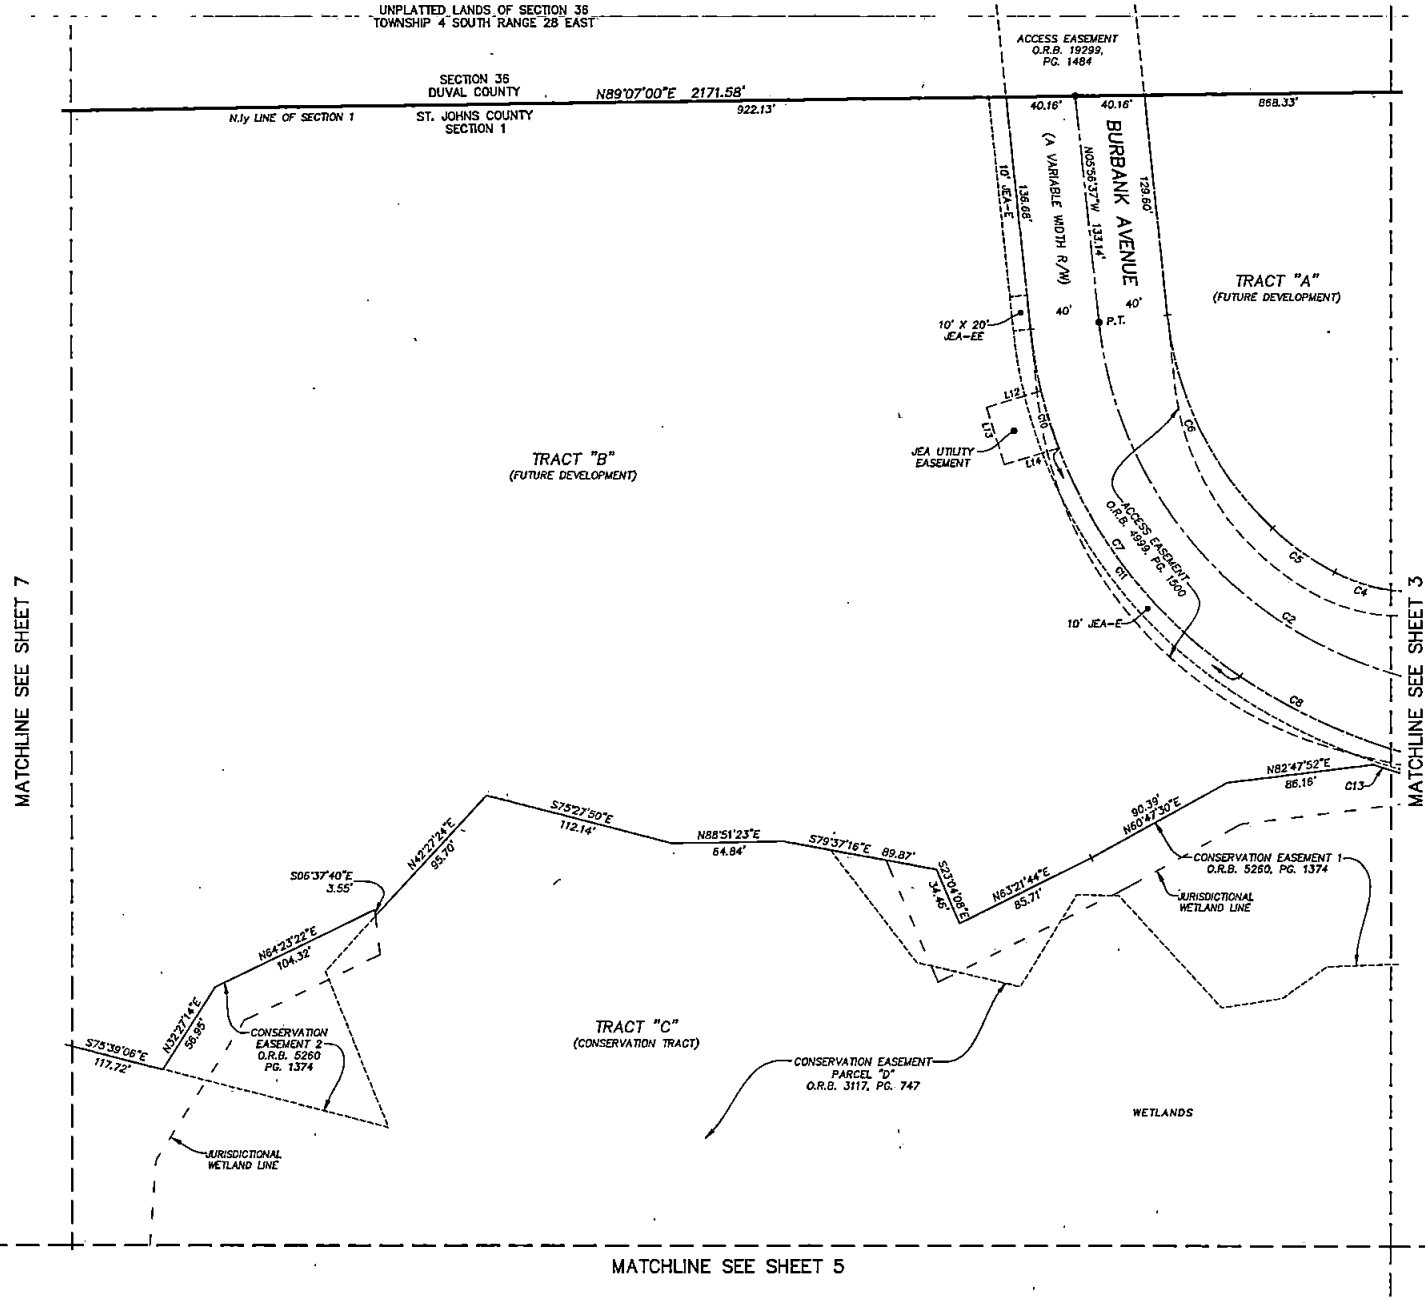 UNPLATTED LANDS OF SECTION 36
TOWNSHIP 4 SOUTH RANGE 28 EAST
ACCESS EASEMENT
O.R.B. 19299,
PG. 1484
SECTION 36
DUVAL COUNTY
N89°07'00"E 2171.58'
N.ly LINE OF SECTION 1
ST. JOHNS COUNTY
SECTION 1
922.13'
40.16'
40.16'
868.33'
10' JEA-E
136.68'
(A VARIABLE WIDTH R/W)
N05°56'37"W 133.14'
BURBANK AVENUE
129.60'
TRACT "A"
(FUTURE DEVELOPMENT)
40'
40'
P.T.
10' X 20'
JEA-EE
L12
L13
L14
C10
C6
JEA UTILITY
EASEMENT
TRACT "B"
(FUTURE DEVELOPMENT)
ACCESS EASEMENT
O.R.B. 4999, PG. 1500
C7
C11
C5
C4
C2
10' JEA-E
C8
MATCHLINE SEE SHEET 7
MATCHLINE SEE SHEET 3
N82°47'52"E
86.16'
C13
90.39'
N60°47'30"E
S75°27'50"E
112.14'
N88°51'23"E
64.84'
S79°37'16"E 89.87'
N42°27'24"E
95.70'
S06°37'40"E
3.55'
S23°04'08"E
34.46'
N63°21'44"E
85.71'
CONSERVATION EASEMENT 1
O.R.B. 5260, PG. 1374
JURISDICTIONAL
WETLAND LINE
N64°23'22"E
104.32'
N32°27'14"E
56.95'
S75°39'06"E
117.72'
CONSERVATION
EASEMENT 2
O.R.B. 5260
PG. 1374
TRACT "C"
(CONSERVATION TRACT)
CONSERVATION EASEMENT
PARCEL "D"
O.R.B. 3117, PG. 747
WETLANDS
JURISDICTIONAL
WETLAND LINE
MATCHLINE SEE SHEET 5